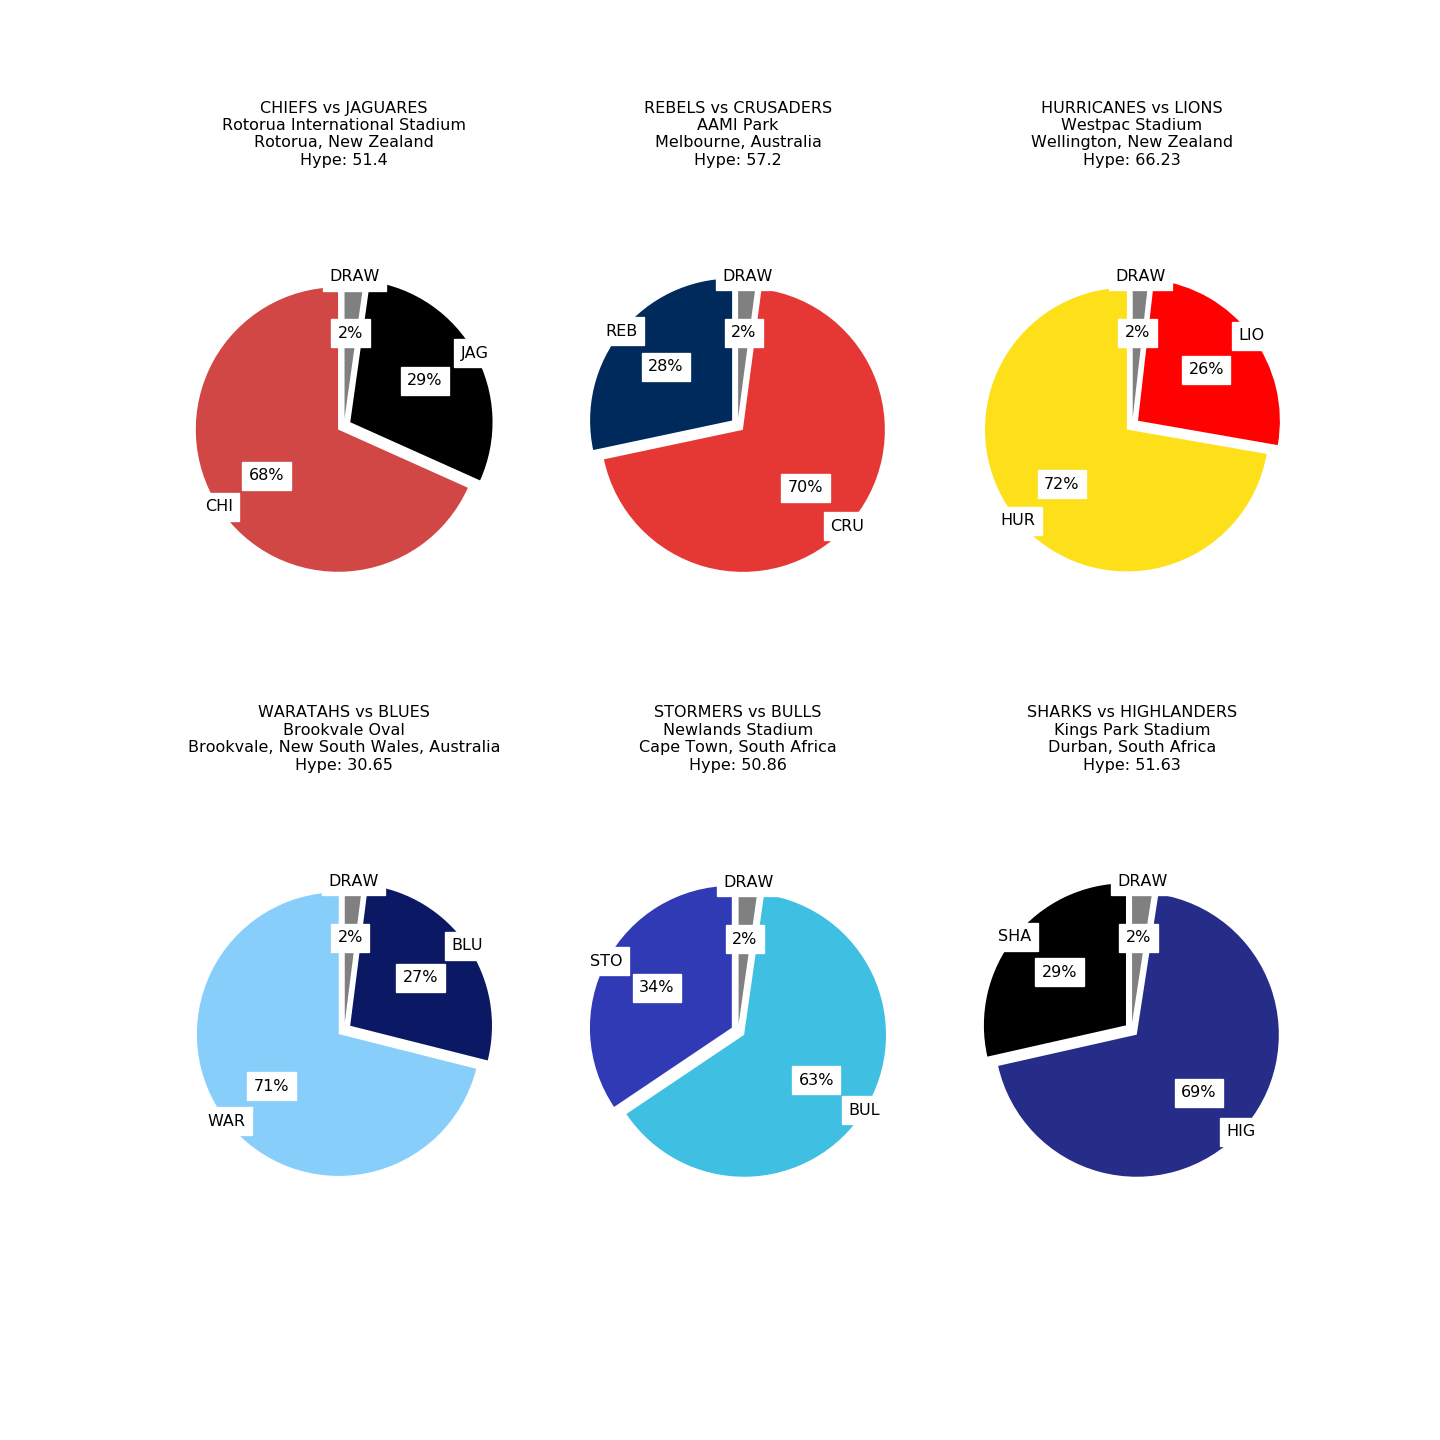 CHIEFS vs JAGUARES
Rotorua International Stadium
Rotorua, New Zealand
Hype: 51.4
DRAW
2%
JAG
29%
68%
CHI
REBELS vs CRUSADERS
AAMI Park
Melbourne, Australia
Hype: 57.2
DRAW
REB
2%
28%
70%
CRU
HURRICANES vs LIONS
Westpac Stadium
Wellington, New Zealand
Hype: 66.23
DRAW
2%
LIO
26%
72%
HUR
WARATAHS vs BLUES
Brookvale Oval
Brookvale, New South Wales, Australia
Hype: 30.65
DRAW
2%
BLU
27%
71%
WAR
STORMERS vs BULLS
Newlands Stadium
Cape Town, South Africa
Hype: 50.86
DRAW
2%
STO
34%
63%
BUL
SHARKS vs HIGHLANDERS
Kings Park Stadium
Durban, South Africa
Hype: 51.63
DRAW
SHA
2%
29%
69%
HIG